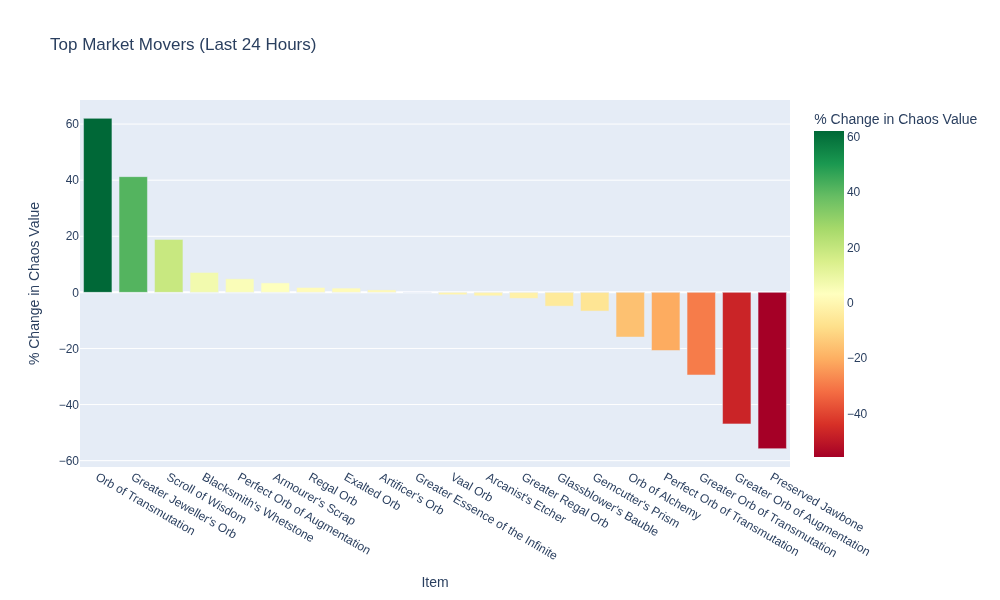 Top Market Movers (Last 24 Hours)
% Change in Chaos Value
60
40
20
0
−20
−40
−60
% Change in Chaos Value
60
40
20
0
−20
−40
Orb of Transmutation
Greater Jeweller's Orb
Scroll of Wisdom
Blacksmith's Whetstone
Perfect Orb of Augmentation
Armourer's Scrap
Regal Orb
Exalted Orb
Artificer's Orb
Greater Essence of the Infinite
Vaal Orb
Arcanist's Etcher
Greater Regal Orb
Glassblower's Bauble
Gemcutter's Prism
Orb of Alchemy
Perfect Orb of Transmutation
Greater Orb of Transmutation
Greater Orb of Augmentation
Preserved Jawbone
Item